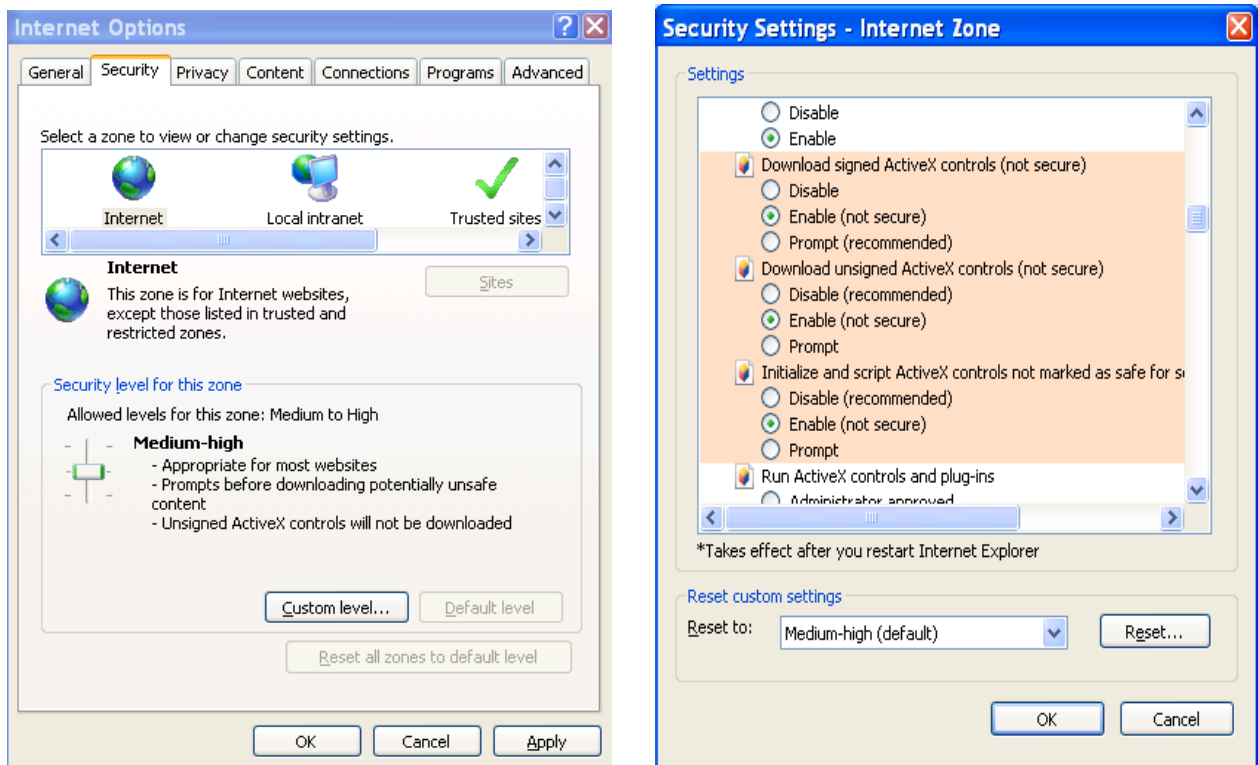 Internet Options
General Security Privacy Content Connections Programs Advanced
Select a zone to view or change security settings.
Internet Local intranet Trusted sites
Internet
Sites
This zone is for Internet websites,
except those listed in trusted and
restricted zones.
Security level for this zone
Allowed levels for this zone: Medium to High
Medium-high
- Appropriate for most websites
- Prompts before downloading potentially unsafe
content
- Unsigned ActiveX controls will not be downloaded
Custom level... Default level
Reset all zones to default level
OK Cancel Apply
Security Settings - Internet Zone
Settings
Disable
Enable
Download signed ActiveX controls (not secure)
Disable
Enable (not secure)
Prompt (recommended)
Download unsigned ActiveX controls (not secure)
Disable (recommended)
Enable (not secure)
Prompt
Initialize and script ActiveX controls not marked as safe for
Disable (recommended)
Enable (not secure)
Prompt
Run ActiveX controls and plug-ins
Administrator approved
*Takes effect after you restart Internet Explorer
Reset custom settings
Reset to: Medium-high (default) Reset...
OK Cancel